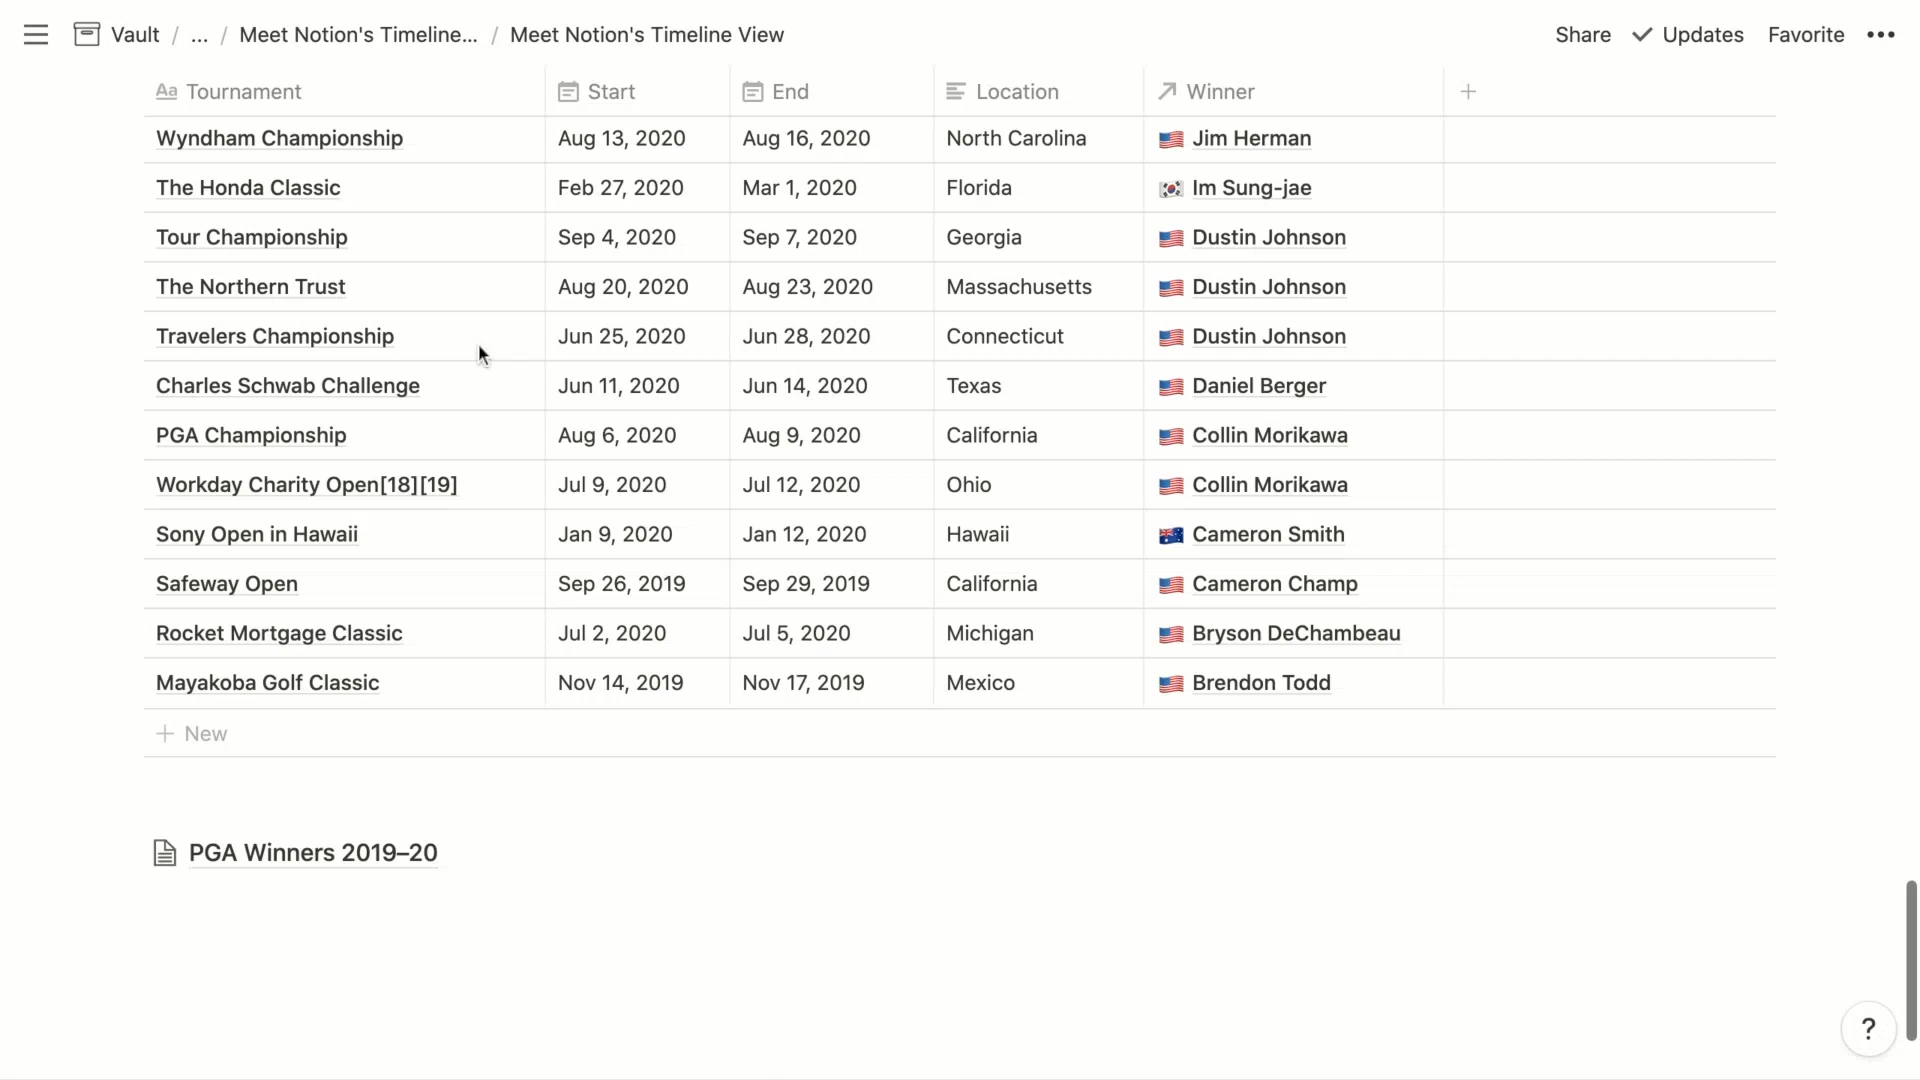 Vault / ... / Meet Notion's Timeline... / Meet Notion's Timeline View Share Updates Favorite •••
Aa Tournament Start End Location Winner +
Wyndham Championship Aug 13, 2020 Aug 16, 2020 North Carolina Jim Herman
The Honda Classic Feb 27, 2020 Mar 1, 2020 Florida Im Sung-jae
Tour Championship Sep 4, 2020 Sep 7, 2020 Georgia Dustin Johnson
The Northern Trust Aug 20, 2020 Aug 23, 2020 Massachusetts Dustin Johnson
Travelers Championship Jun 25, 2020 Jun 28, 2020 Connecticut Dustin Johnson
Charles Schwab Challenge Jun 11, 2020 Jun 14, 2020 Texas Daniel Berger
PGA Championship Aug 6, 2020 Aug 9, 2020 California Collin Morikawa
Workday Charity Open[18][19] Jul 9, 2020 Jul 12, 2020 Ohio Collin Morikawa
Sony Open in Hawaii Jan 9, 2020 Jan 12, 2020 Hawaii Cameron Smith
Safeway Open Sep 26, 2019 Sep 29, 2019 California Cameron Champ
Rocket Mortgage Classic Jul 2, 2020 Jul 5, 2020 Michigan Bryson DeChambeau
Mayakoba Golf Classic Nov 14, 2019 Nov 17, 2019 Mexico Brendon Todd
+ New
PGA Winners 2019–20
?